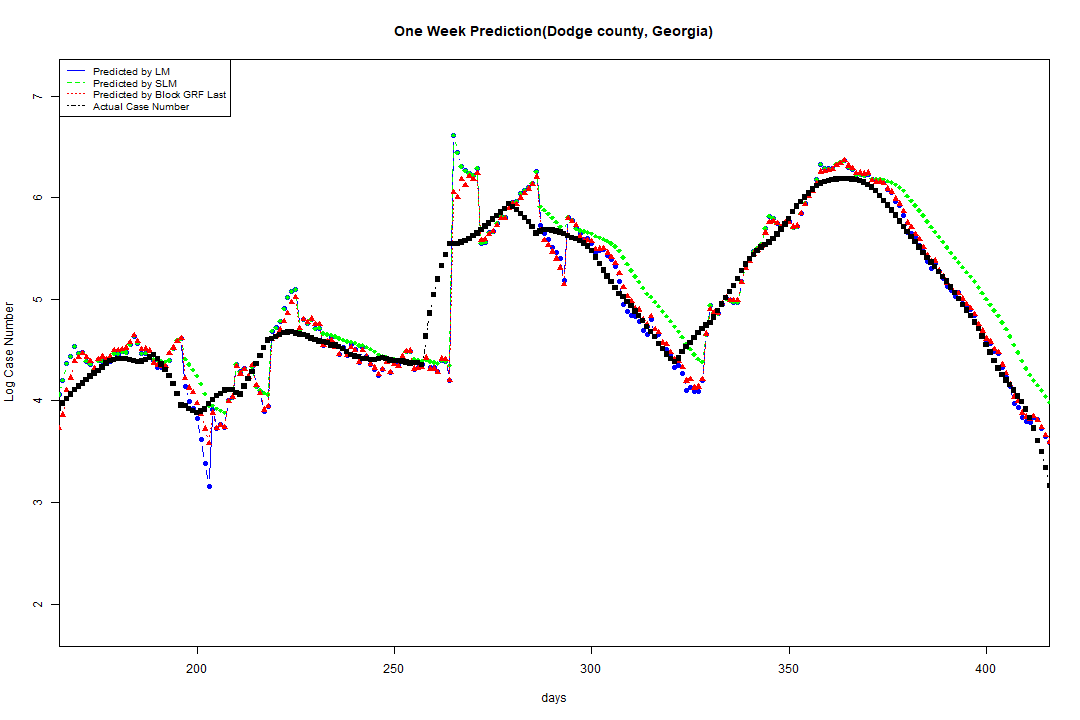 One Week Prediction(Dodge county, Georgia)
Predicted by LM
Predicted by SLM
Predicted by Block GRF Last
Actual Case Number
7
6
5
4
3
2
Log Case Number
200 250 300 350 400
days